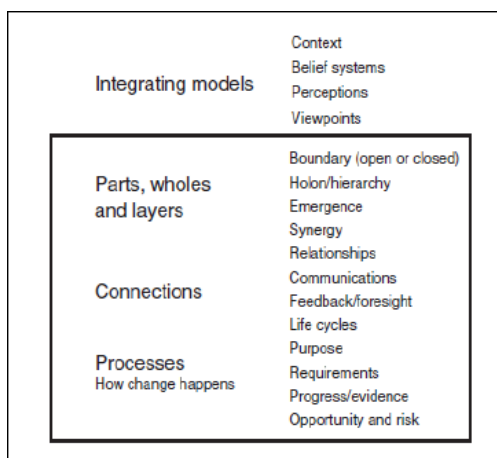 Integrating models
Context
Belief systems
Perceptions
Viewpoints
Parts, wholes
and layers
Boundary (open or closed)
Holon/hierarchy
Emergence
Synergy
Connections
Relationships
Communications
Feedback/foresight
Life cycles
Processes
How change happens
Purpose
Requirements
Progress/evidence
Opportunity and risk